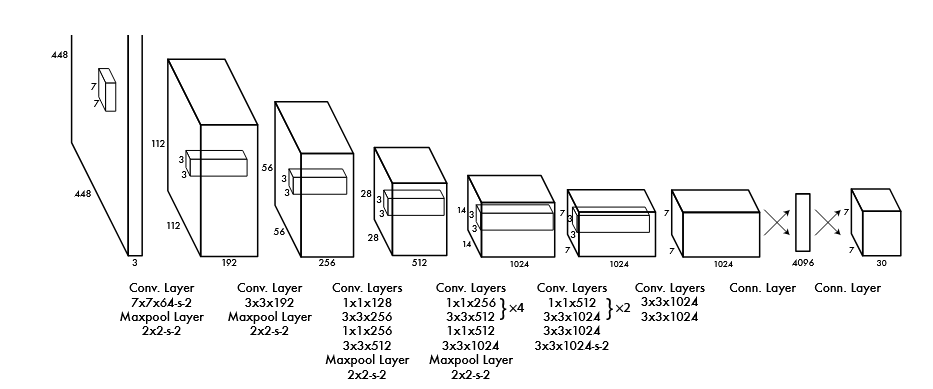 448
7
7
448
3
112
3
3
112
192
56
3
3
56
256
28
3
3
28
512
14
3
3
14
1024
7
3
3
7
1024
7
7
1024
4096
7
7
30
Conv. Layer
7x7x64-s-2
Maxpool Layer
2x2-s-2
Conv. Layer
3x3x192
Maxpool Layer
2x2-s-2
Conv. Layers
1x1x128
3x3x256
1x1x256
3x3x512
Maxpool Layer
2x2-s-2
Conv. Layers
1x1x256
3x3x512 }×4
1x1x512
3x3x1024
Maxpool Layer
2x2-s-2
Conv. Layers
1x1x512
3x3x1024 }×2
3x3x1024
3x3x1024-s-2
Conv. Layers
3x3x1024
3x3x1024
Conn. Layer
Conn. Layer